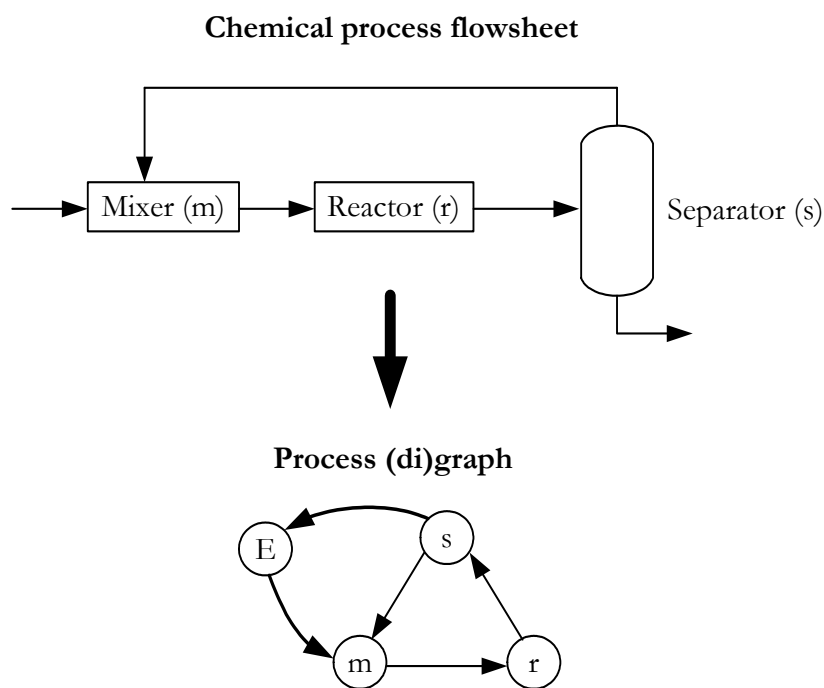 Chemical process flowsheet
Mixer (m)
Reactor (r)
Separator (s)
Process (di)graph
E
s
m
r